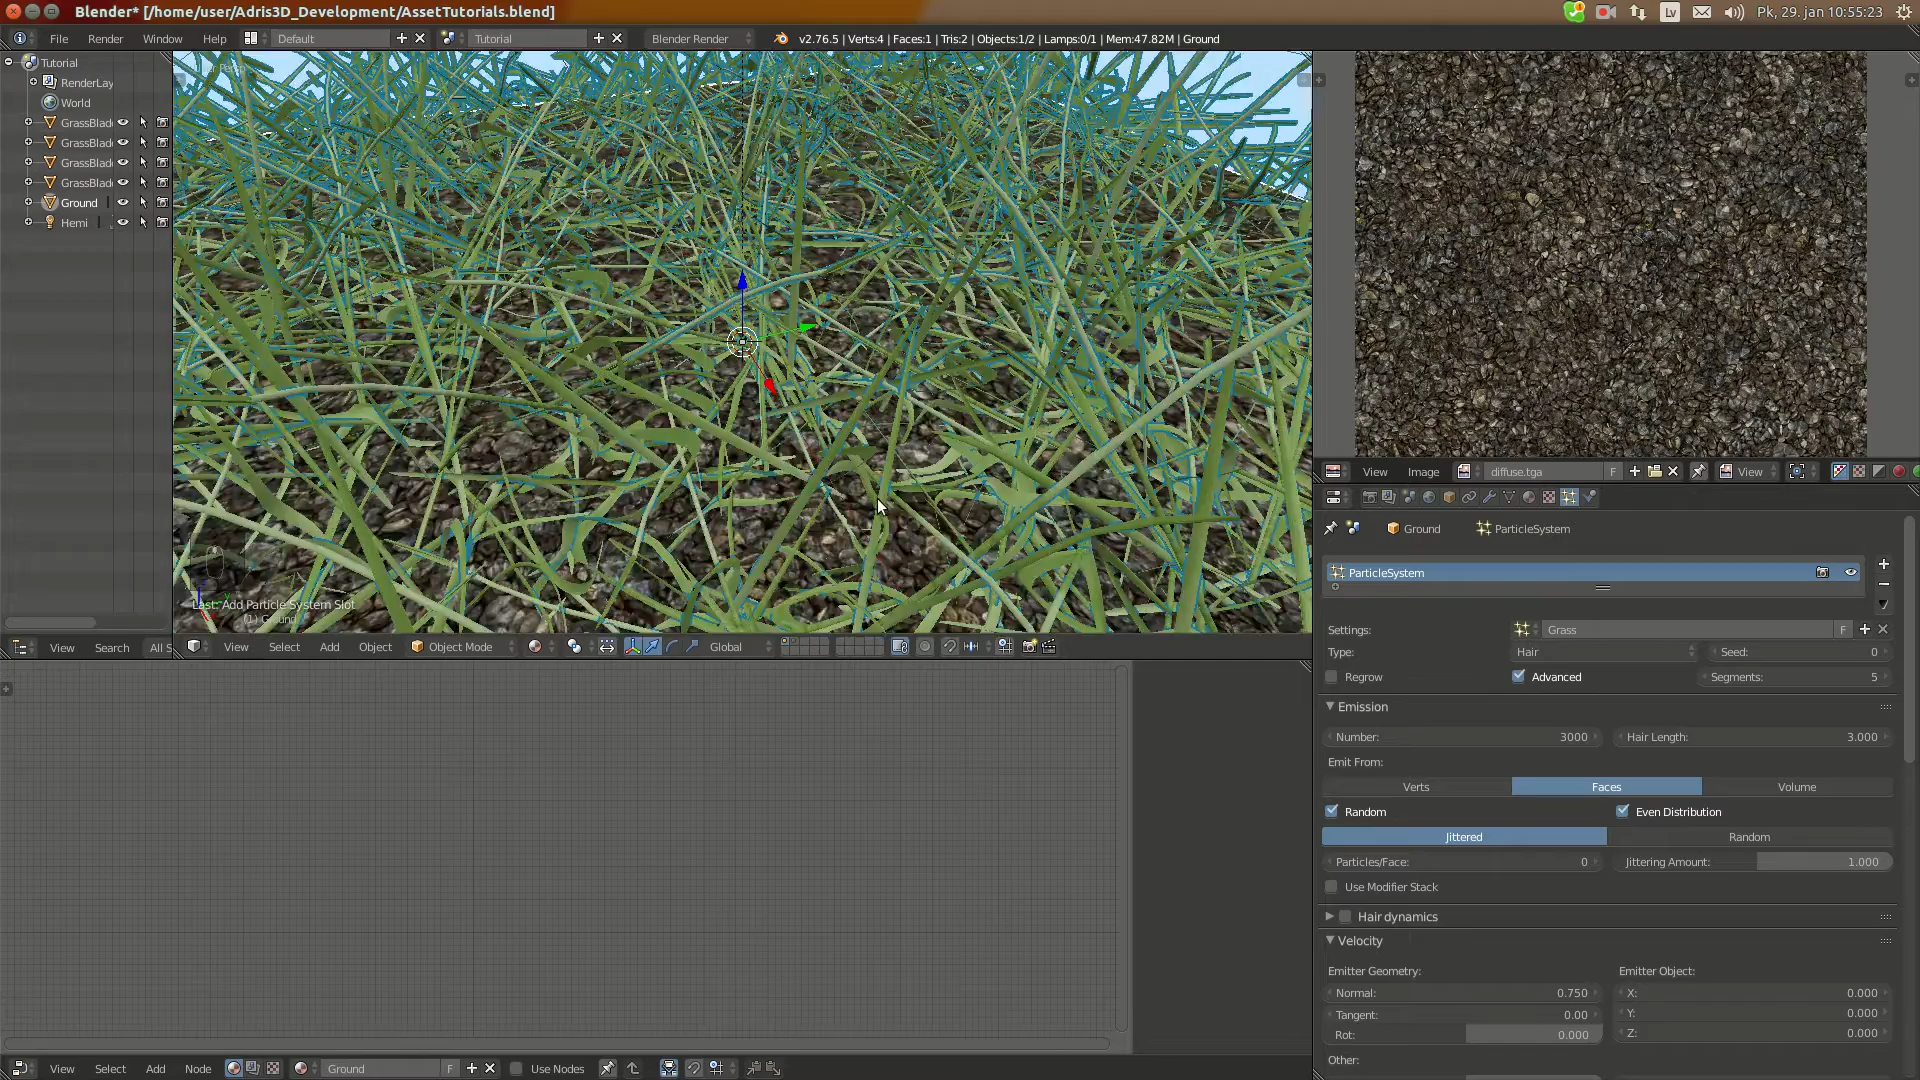 Blender* [/home/user/Adris3D_Development/AssetTutorials.blend]
Lv
Pk, 29. jan 10:55:23
File Render Window Help Default Tutorial Blender Render v2.76.5 | Verts:4 | Faces:1 | Tris:2 | Objects:1/2 | Lamps:0/1 | Mem:47.82M | Ground
Tutorial
RenderLay
World
GrassBlad
GrassBlad
GrassBlad
GrassBlad
Ground
Hemi
Last: Add Particle System Slot
(1) Ground
View Search All S
View Select Add Object Object Mode Global
View Image diffuse.tga F View
Ground ParticleSystem
ParticleSystem
Settings: Grass F
Type: Hair Seed: 0
Regrow Advanced Segments: 5
Emission
Number: 3000 Hair Length: 3.000
Emit From:
Verts Faces Volume
Random Even Distribution
Jittered Random
Particles/Face: 0 Jittering Amount: 1.000
Use Modifier Stack
Hair dynamics
Velocity
Emitter Geometry: Emitter Object:
Normal: 0.750 X: 0.000
Tangent: 0.00 Y: 0.000
Rot: 0.000 Z: 0.000
Other:
View Select Add Node Ground F Use Nodes